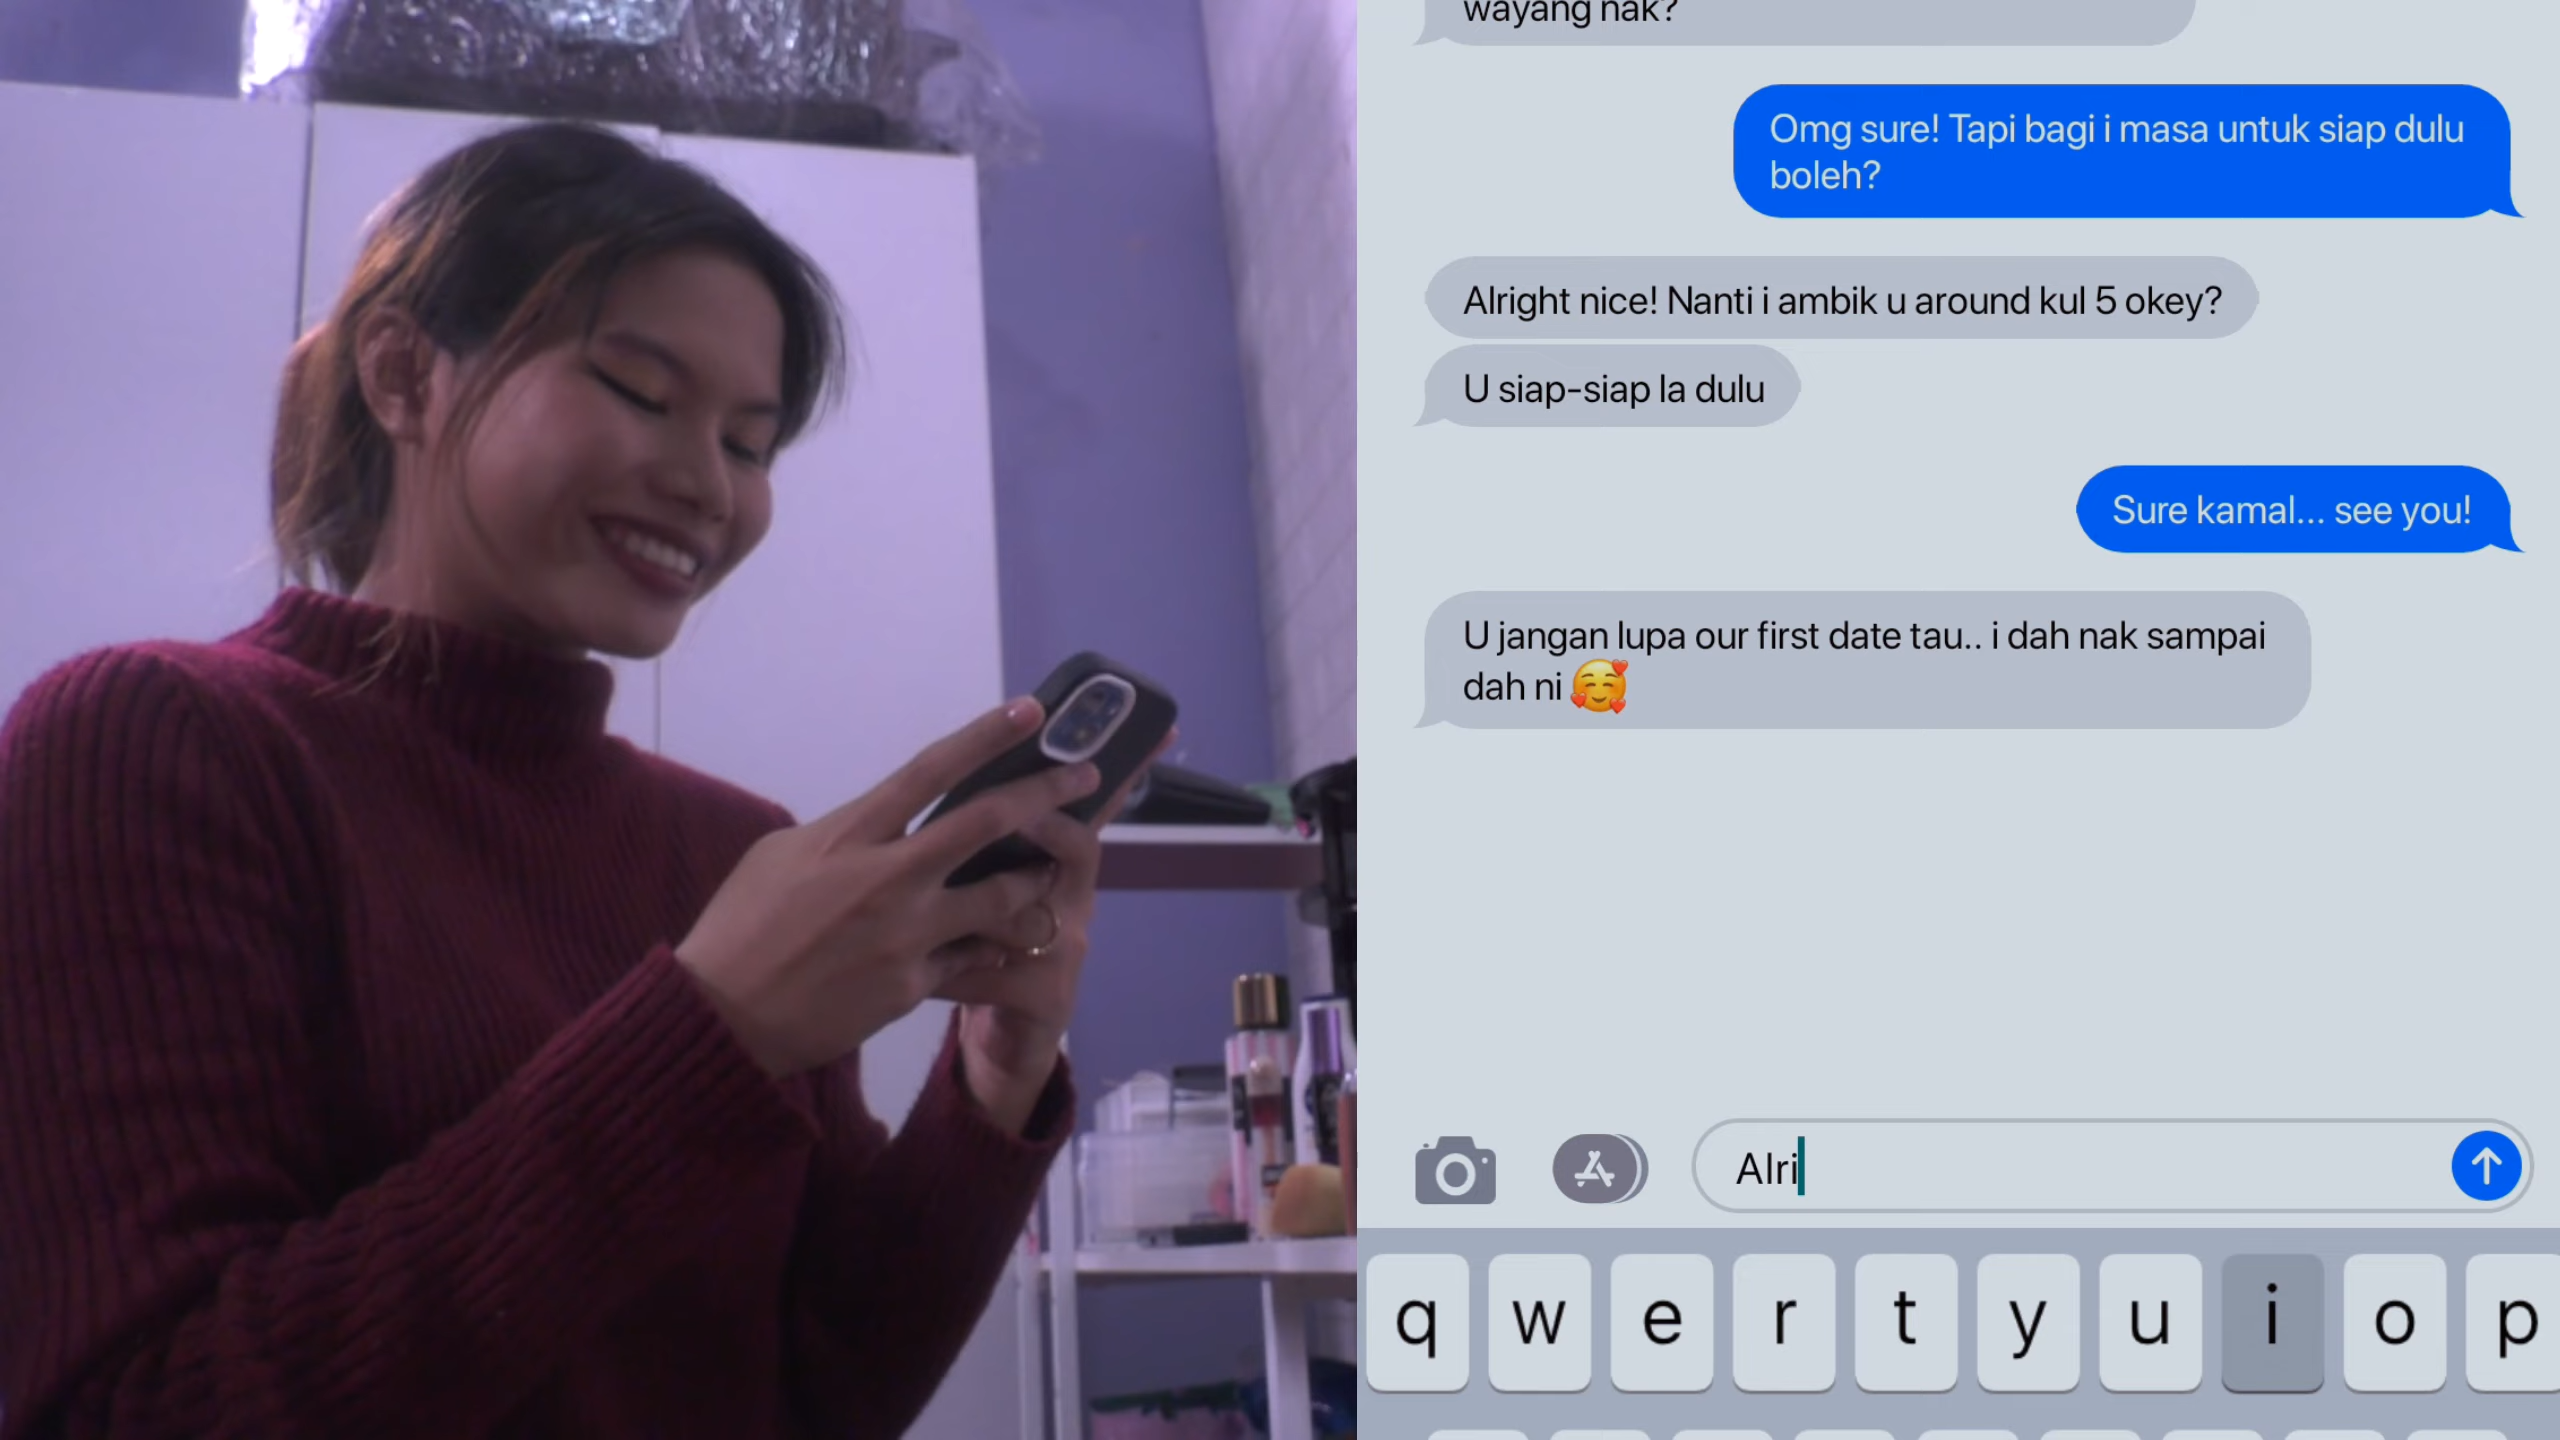 wayang nak?
Omg sure! Tapi bagi i masa untuk siap dulu
boleh?
Alright nice! Nanti i ambik u around kul 5 okey?
U siap-siap la dulu
Sure kamal... see you!
U jangan lupa our first date tau.. i dah nak sampai
dah ni 🥰
Alri
q w e r t y u i o p